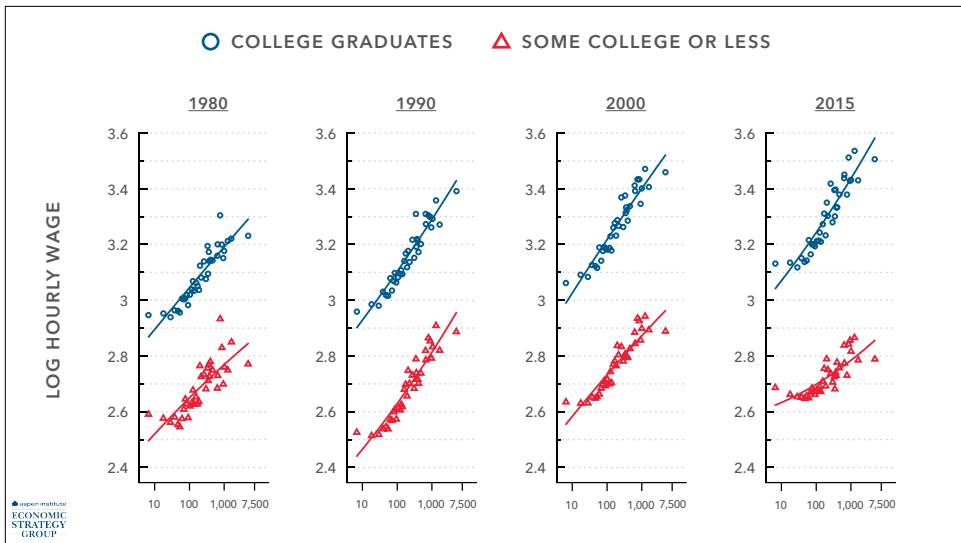 COLLEGE GRADUATES SOME COLLEGE OR LESS
1980 1990 2000 2015
LOG HOURLY WAGE
3.6 3.6 3.6 3.6
3.4 3.4 3.4 3.4
3.2 3.2 3.2 3.2
3 3 3 3
2.8 2.8 2.8 2.8
2.6 2.6 2.6 2.6
2.4 2.4 2.4 2.4
10 100 1,000 7,500 10 100 1,000 7,500 10 100 1,000 7,500 10 100 1,000 7,500
aspen institute
ECONOMIC
STRATEGY
GROUP